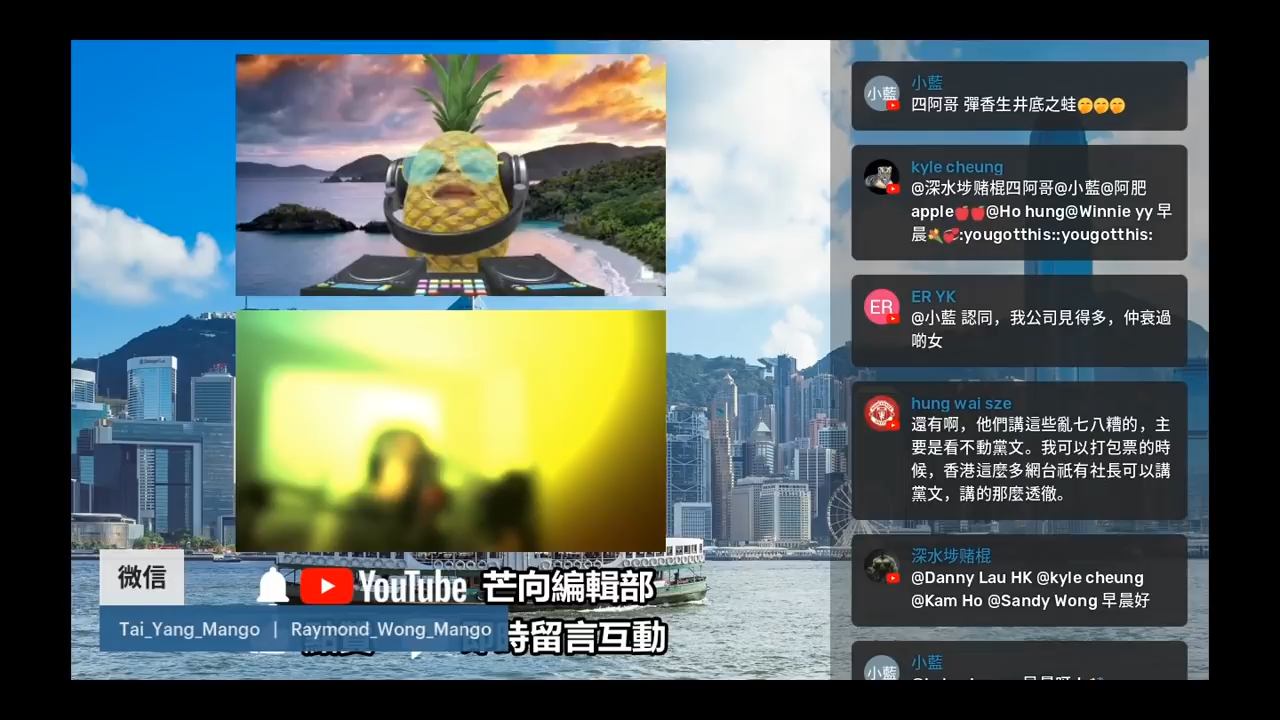 小藍
四阿哥 彈香生井底之蛙🤭🤭🤭
kyle cheung
@深水埗赌棍四阿哥@小藍@阿肥
apple🍎🍎@Ho hung@Winnie yy 早
晨💐💞:yougotthis::yougotthis:
ER YK
@小藍 認同，我公司見得多，仲衰過
啲女
hung wai sze
還有啊，他們講這些亂七八糟的，主
要是看不動黨文。我可以打包票的時
候，香港這麼多網台祇有社長可以講
黨文，講的那麼透徹。
深水埗赌棍
@Danny Lau HK @kyle cheung
@Kam Ho @Sandy Wong 早晨好
小藍
小藍
ER
小藍
微信
Tai_Yang_Mango | Raymond_Wong_Mango
YouTube 芒向編輯部
時留言互動